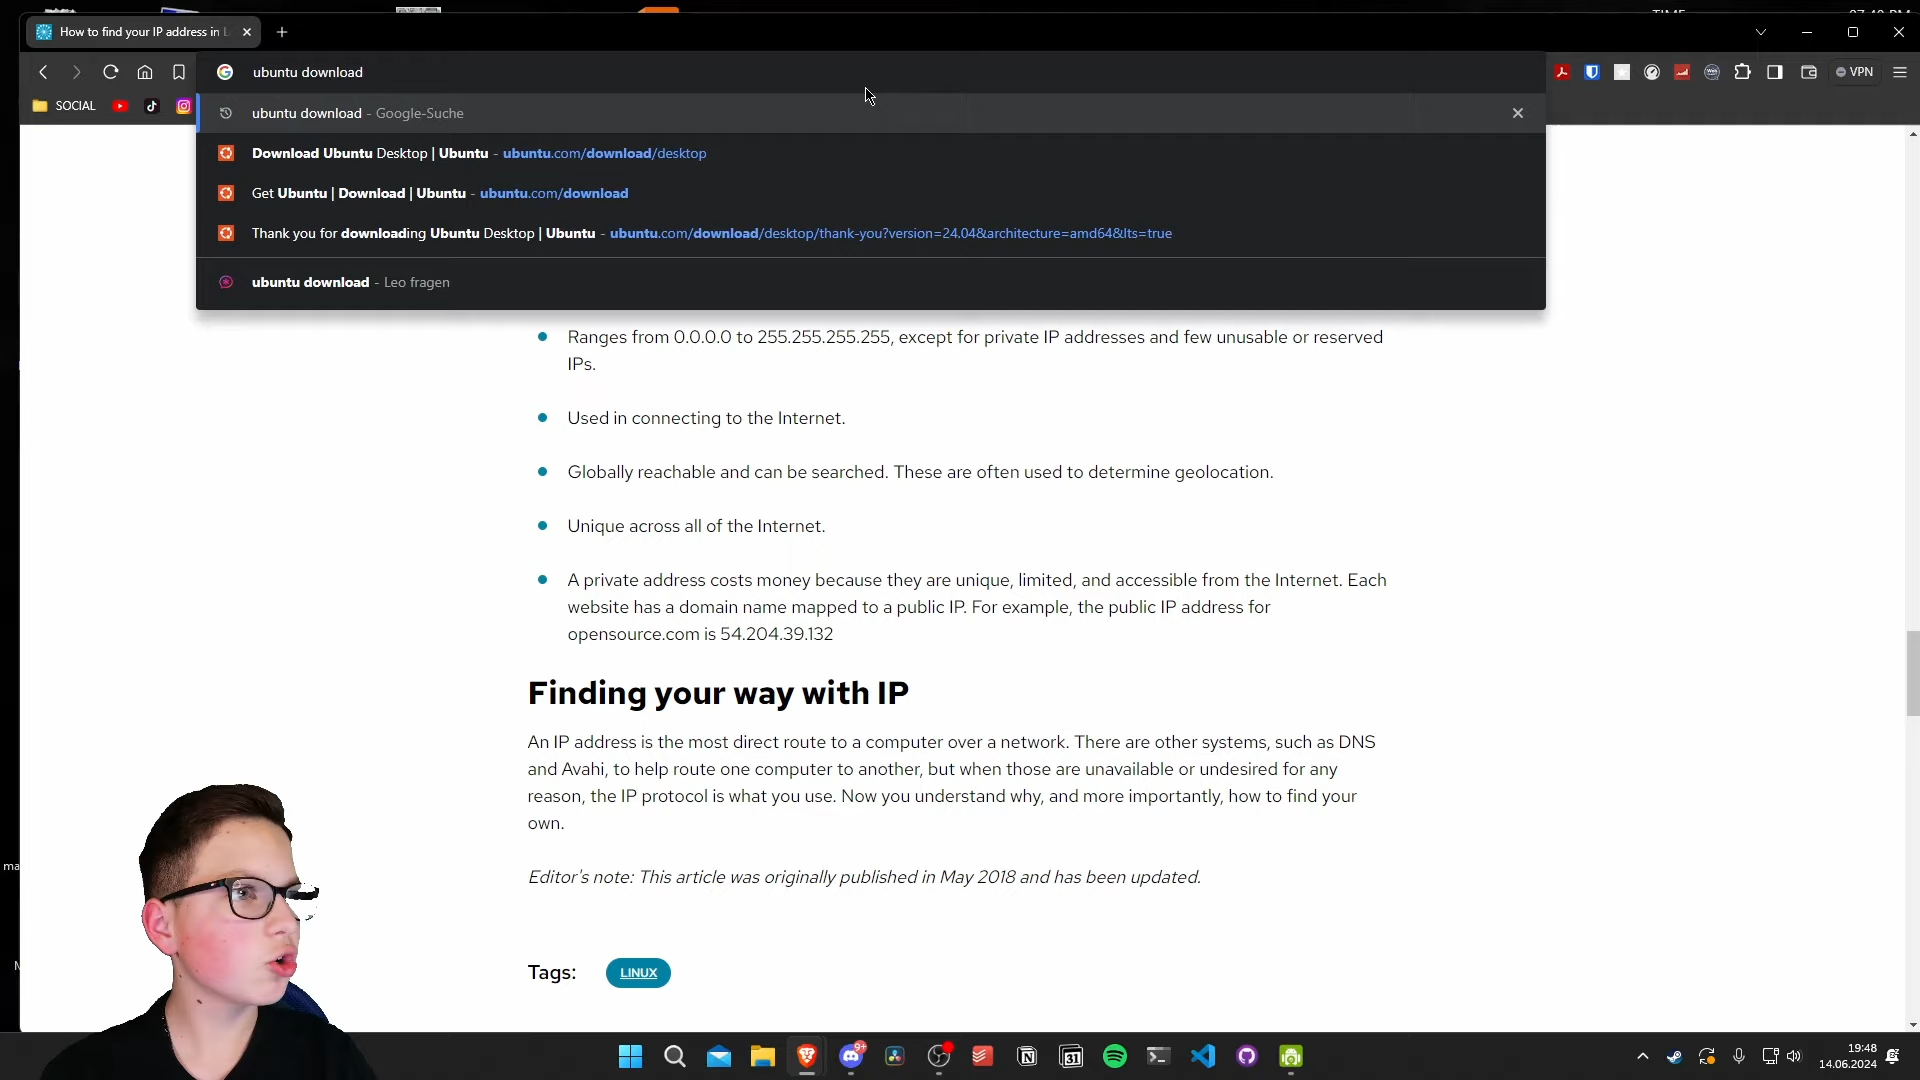 TIME
How to find your IP address in L
ubuntu download
VPN
SOCIAL
ubuntu download - Google-Suche
Download Ubuntu Desktop | Ubuntu - ubuntu.com/download/desktop
Get Ubuntu | Download | Ubuntu - ubuntu.com/download
Thank you for downloading Ubuntu Desktop | Ubuntu - ubuntu.com/download/desktop/thank-you?version=24.04&architecture=amd64&lts=true
ubuntu download - Leo fragen
Ranges from 0.0.0.0 to 255.255.255.255, except for private IP addresses and few unusable or reserved
IPs.
Used in connecting to the Internet.
Globally reachable and can be searched. These are often used to determine geolocation.
Unique across all of the Internet.
A private address costs money because they are unique, limited, and accessible from the Internet. Each
website has a domain name mapped to a public IP. For example, the public IP address for
opensource.com is 54.204.39.132
Finding your way with IP
An IP address is the most direct route to a computer over a network. There are other systems, such as DNS
and Avahi, to help route one computer to another, but when those are unavailable or undesired for any
reason, the IP protocol is what you use. Now you understand why, and more importantly, how to find your
own.
Editor's note: This article was originally published in May 2018 and has been updated.
Tags:
LINUX
ma
9+
31
19:48
14.06.2024